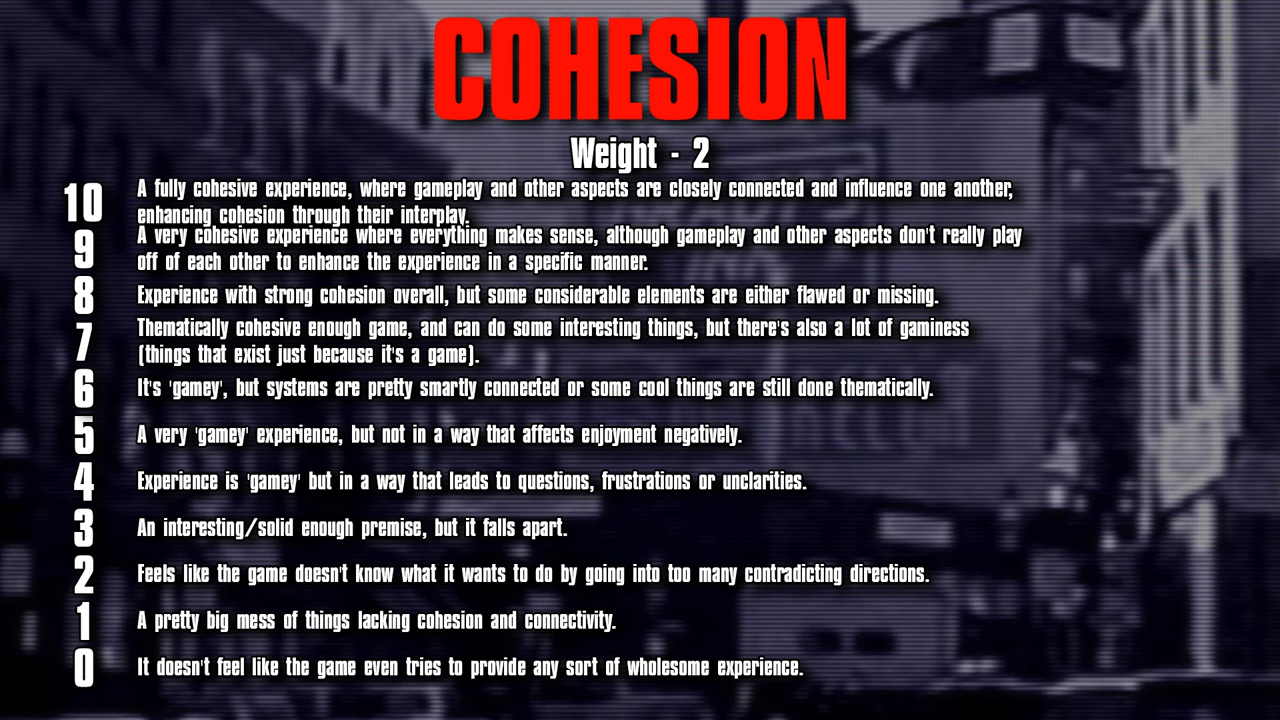 COHESION
Weight - 2
10 A fully cohesive experience, where gameplay and other aspects are closely connected and influence one another,
enhancing cohesion through their interplay.
9 A very cohesive experience where everything makes sense, although gameplay and other aspects don't really play
off of each other to enhance the experience in a specific manner.
8 Experience with strong cohesion overall, but some considerable elements are either flawed or missing.
7 Thematically cohesive enough game, and can do some interesting things, but there's also a lot of gaminess
(things that exist just because it's a game).
6 It's 'gamey', but systems are pretty smartly connected or some cool things are still done thematically.
5 A very 'gamey' experience, but not in a way that affects enjoyment negatively.
4 Experience is 'gamey' but in a way that leads to questions, frustrations or unclarities.
3 An interesting/solid enough premise, but it falls apart.
2 Feels like the game doesn't know what it wants to do by going into too many contradicting directions.
1 A pretty big mess of things lacking cohesion and connectivity.
0 It doesn't feel like the game even tries to provide any sort of wholesome experience.